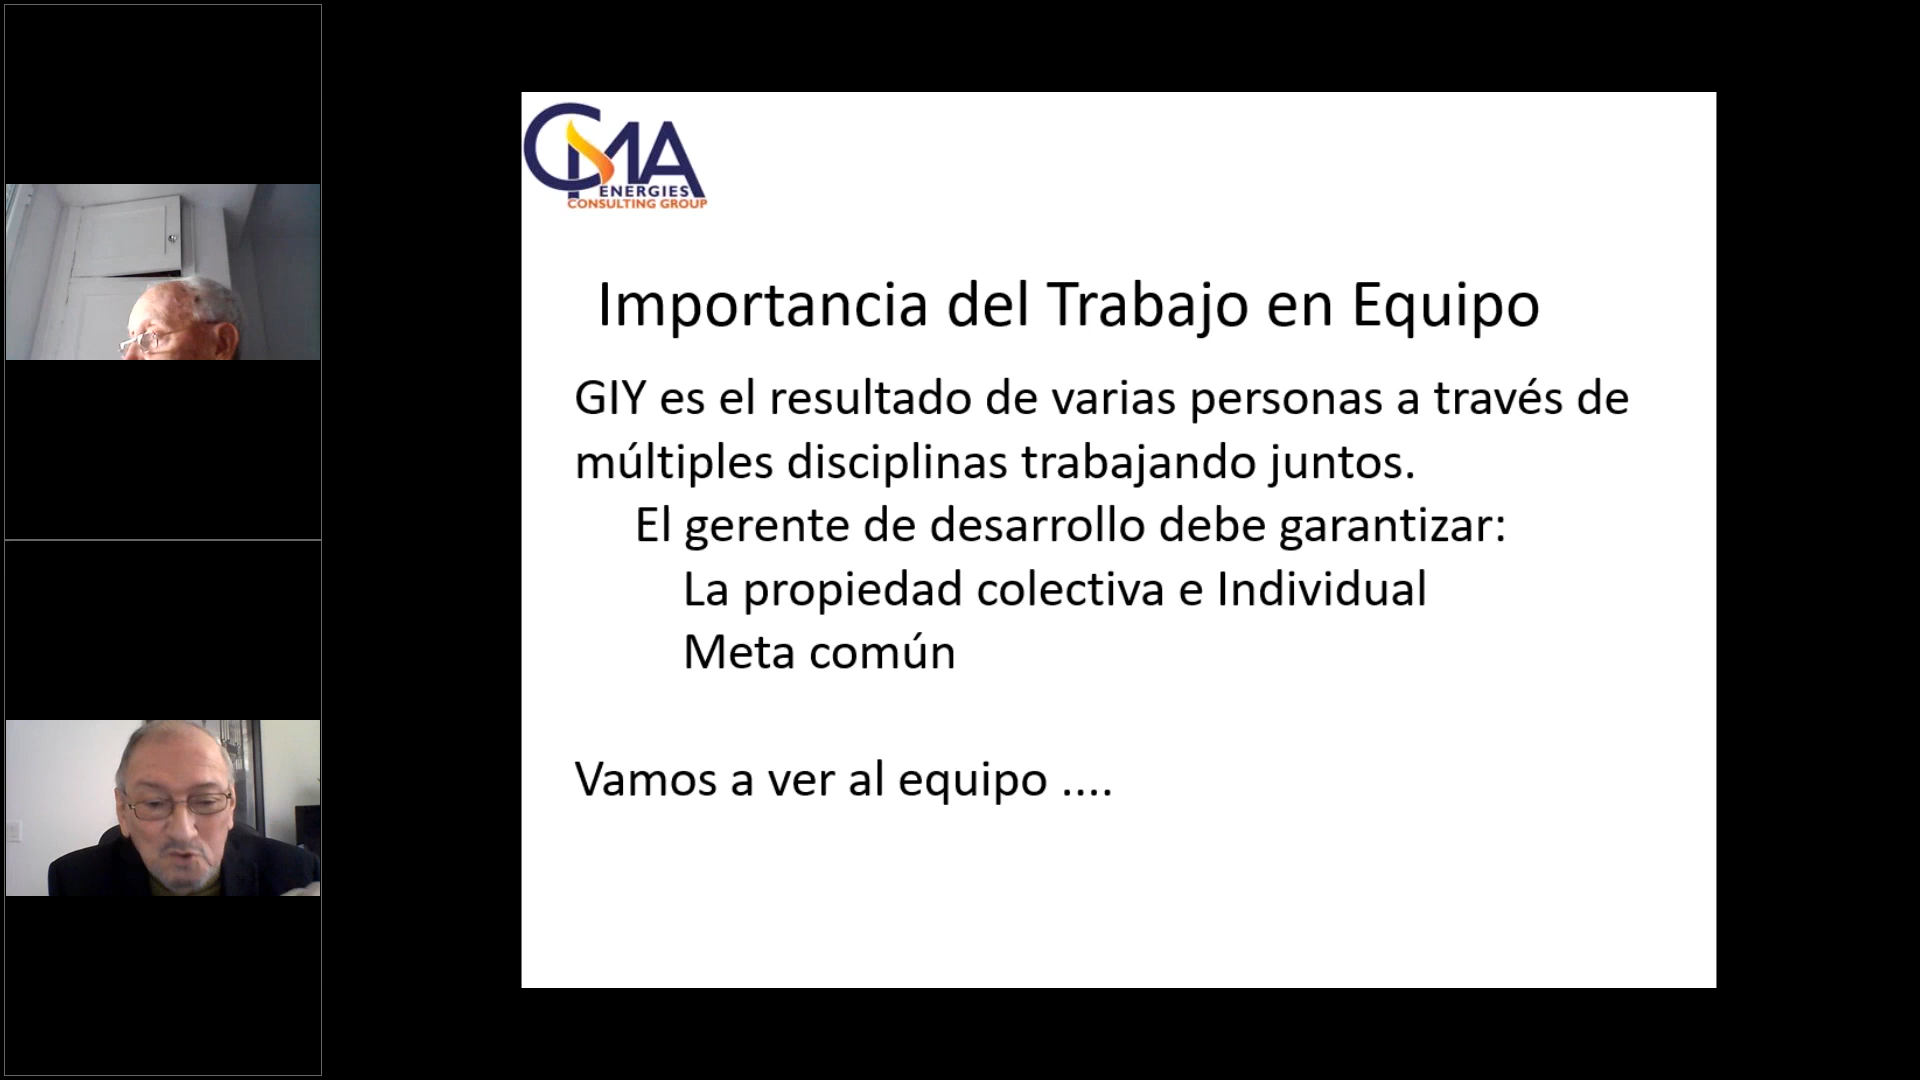 CMA
ENERGIES
CONSULTING GROUP
Importancia del Trabajo en Equipo
GIY es el resultado de varias personas a través de
múltiples disciplinas trabajando juntos.
El gerente de desarrollo debe garantizar:
La propiedad colectiva e Individual
Meta común
Vamos a ver al equipo ....